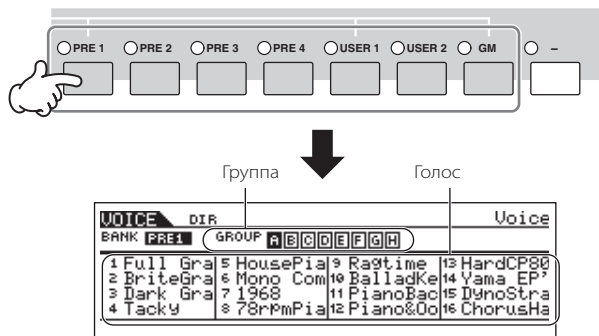 PRE 1 PRE 2 PRE 3 PRE 4 USER 1 USER 2 GM –
Группа Голос
VOICE DIR Voice
BANK PRE1 GROUP A B C D E F G H
1 Full Gra 5 HousePia 9 Ragtime 13 HardCP80
2 BriteGra 6 Mono Com 10 BalladKe 14 Yama EP'
3 Dark Gra 7 1968 11 PianoBac 15 DynoStra
4 Tacky 8 78rpmPia 12 Piano&Oo 16 ChorusHa